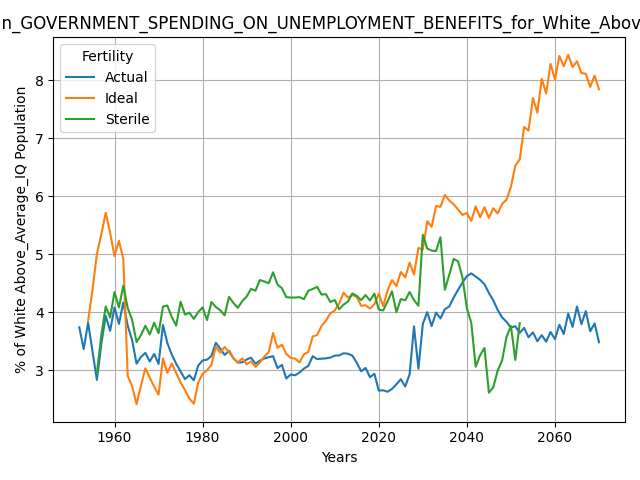 n_GOVERNMENT_SPENDING_ON_UNEMPLOYMENT_BENEFITS_for_White_Abov
Fertility
Actual
Ideal
Sterile
% of White Above_Average_IQ Population
8
7
6
5
4
3
1960
1980
2000
2020
2040
2060
Years